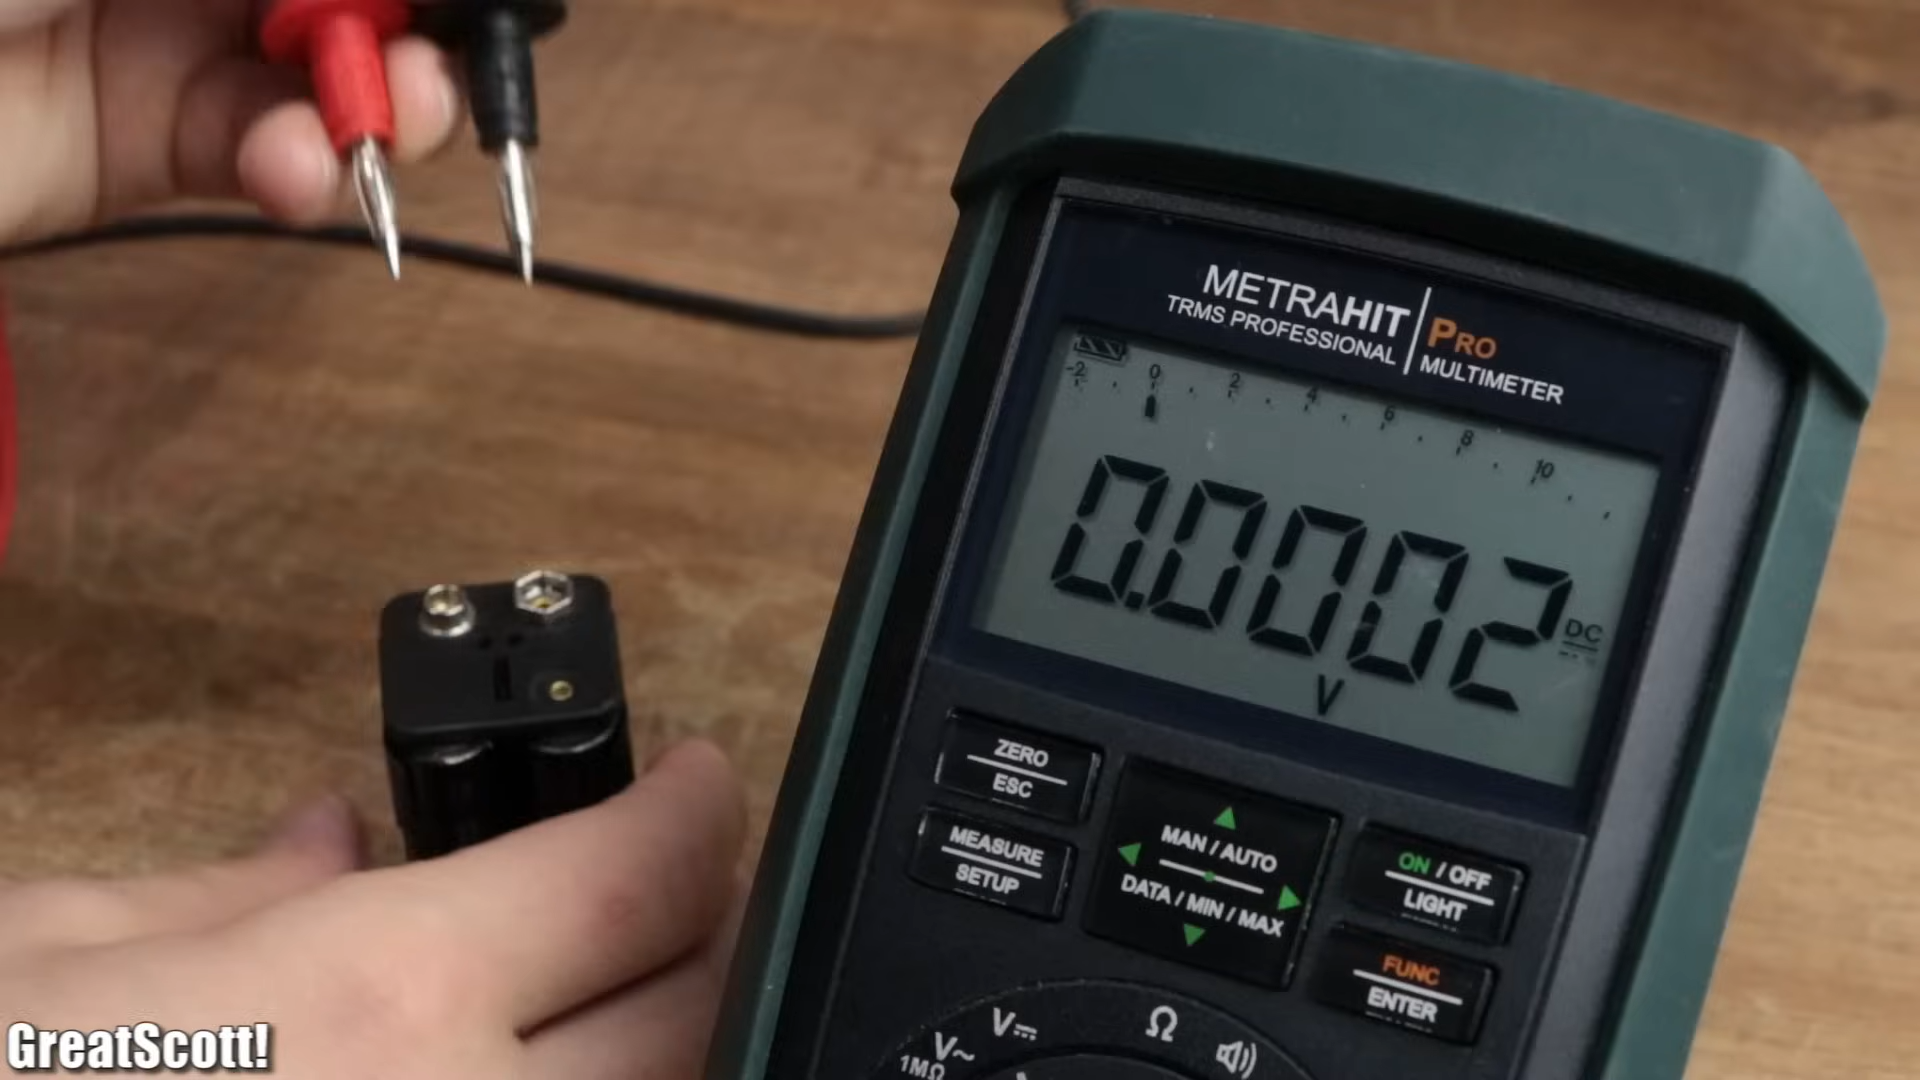 METRAHIT
TRMS PROFESSIONAL
PRO
MULTIMETER
-2 0 2 4 6 8 10
0.0002
DC
V
ZERO
ESC
MEASURE
SETUP
MAN / AUTO
DATA / MIN / MAX
ON / OFF
LIGHT
FUNC
ENTER
V
V~
1MΩ
Ω
GreatScott!